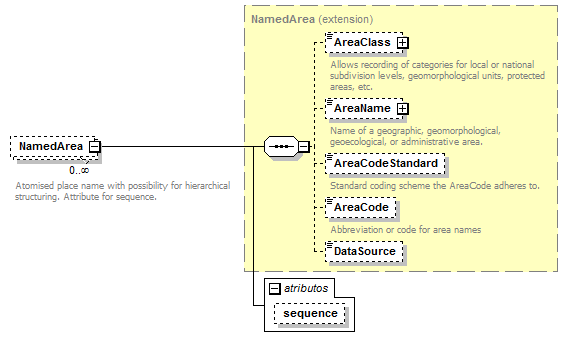 NamedArea (extension)
AreaClass
Allows recording of categories for local or national
subdivision levels, geomorphological units, protected
areas, etc.
AreaName
Name of a geographic, geomorphological,
geoecological, or administrative area.
NamedArea
0..∞
Atomised place name with possibility for hierarchical
structuring. Attribute for sequence.
AreaCodeStandard
Standard coding scheme the AreaCode adheres to.
AreaCode
Abbreviation or code for area names
DataSource
atributos
sequence